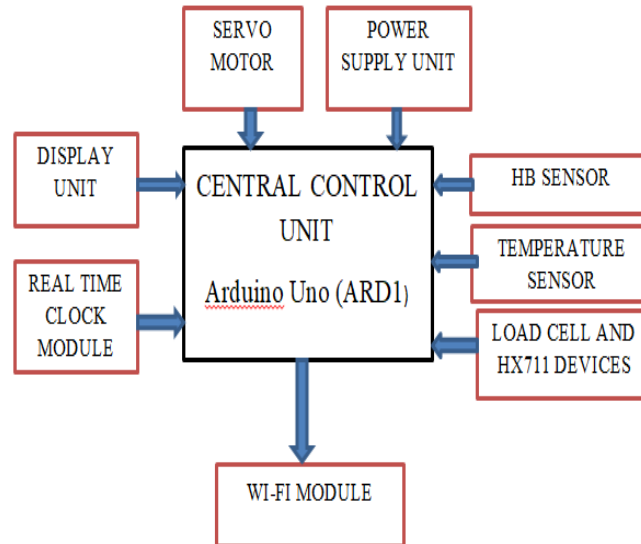 SERVO
MOTOR
POWER
SUPPLY UNIT
DISPLAY
UNIT
CENTRAL CONTROL
UNIT
Arduino Uno (ARD1)
HB SENSOR
TEMPERATURE
SENSOR
REAL TIME
CLOCK
MODULE
LOAD CELL AND
HX711 DEVICES
WI-FI MODULE